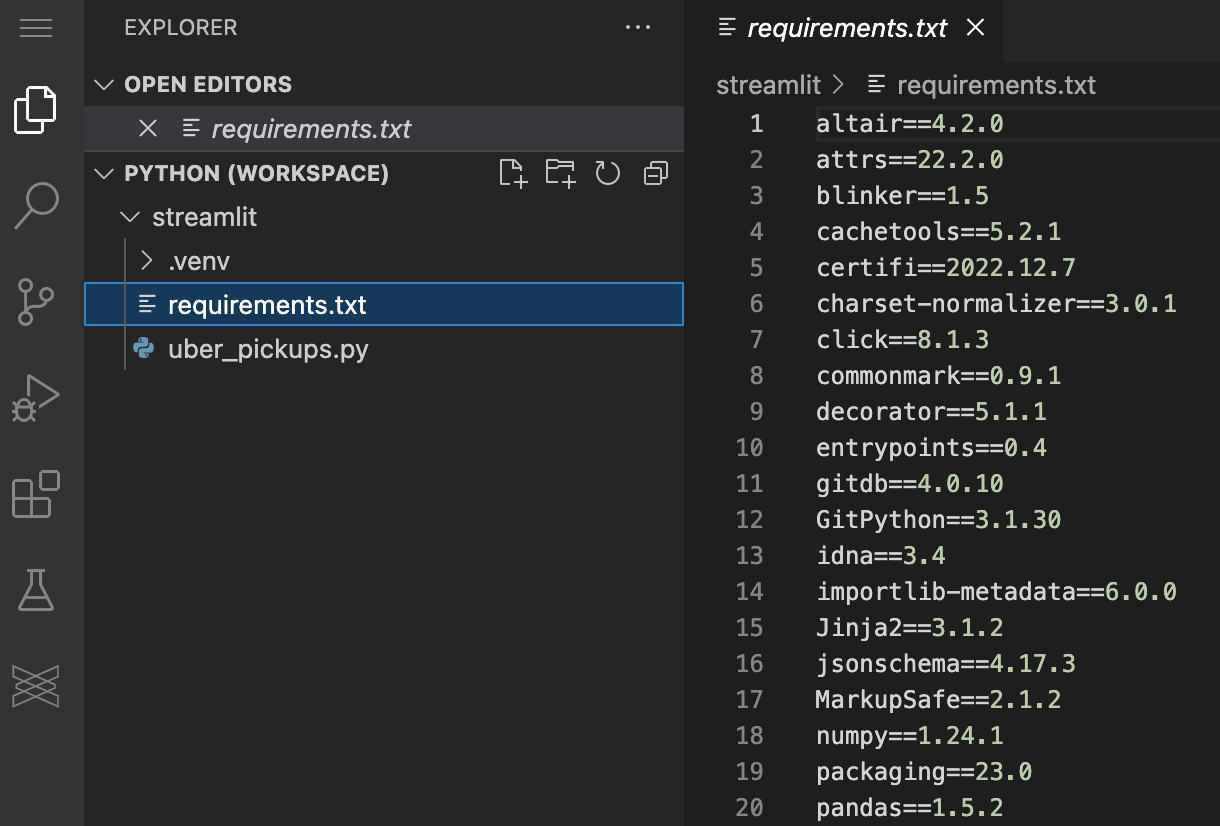 EXPLORER
OPEN EDITORS
requirements.txt
PYTHON (WORKSPACE)
streamlit
.venv
requirements.txt
uber_pickups.py
requirements.txt
streamlit > requirements.txt
1 altair==4.2.0
2 attrs==22.2.0
3 blinker==1.5
4 cachetools==5.2.1
5 certifi==2022.12.7
6 charset-normalizer==3.0.1
7 click==8.1.3
8 commonmark==0.9.1
9 decorator==5.1.1
10 entrypoints==0.4
11 gitdb==4.0.10
12 GitPython==3.1.30
13 idna==3.4
14 importlib-metadata==6.0.0
15 Jinja2==3.1.2
16 jsonschema==4.17.3
17 MarkupSafe==2.1.2
18 numpy==1.24.1
19 packaging==23.0
20 pandas==1.5.2